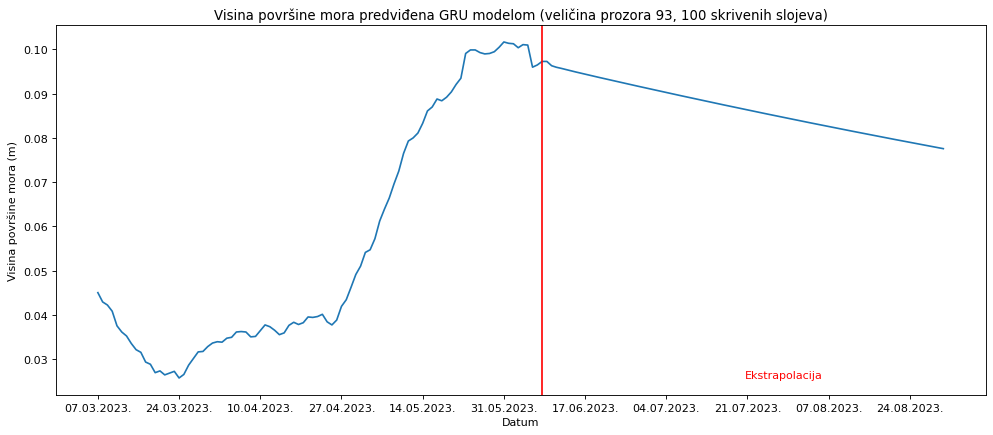 Visina površine mora predviđena GRU modelom (veličina prozora 93, 100 skrivenih slojeva)
Visina površine mora (m)
0.10
0.09
0.08
0.07
0.06
0.05
0.04
0.03
Ekstrapolacija
07.03.2023. 24.03.2023. 10.04.2023. 27.04.2023. 14.05.2023. 31.05.2023. 17.06.2023. 04.07.2023. 21.07.2023. 07.08.2023. 24.08.2023.
Datum